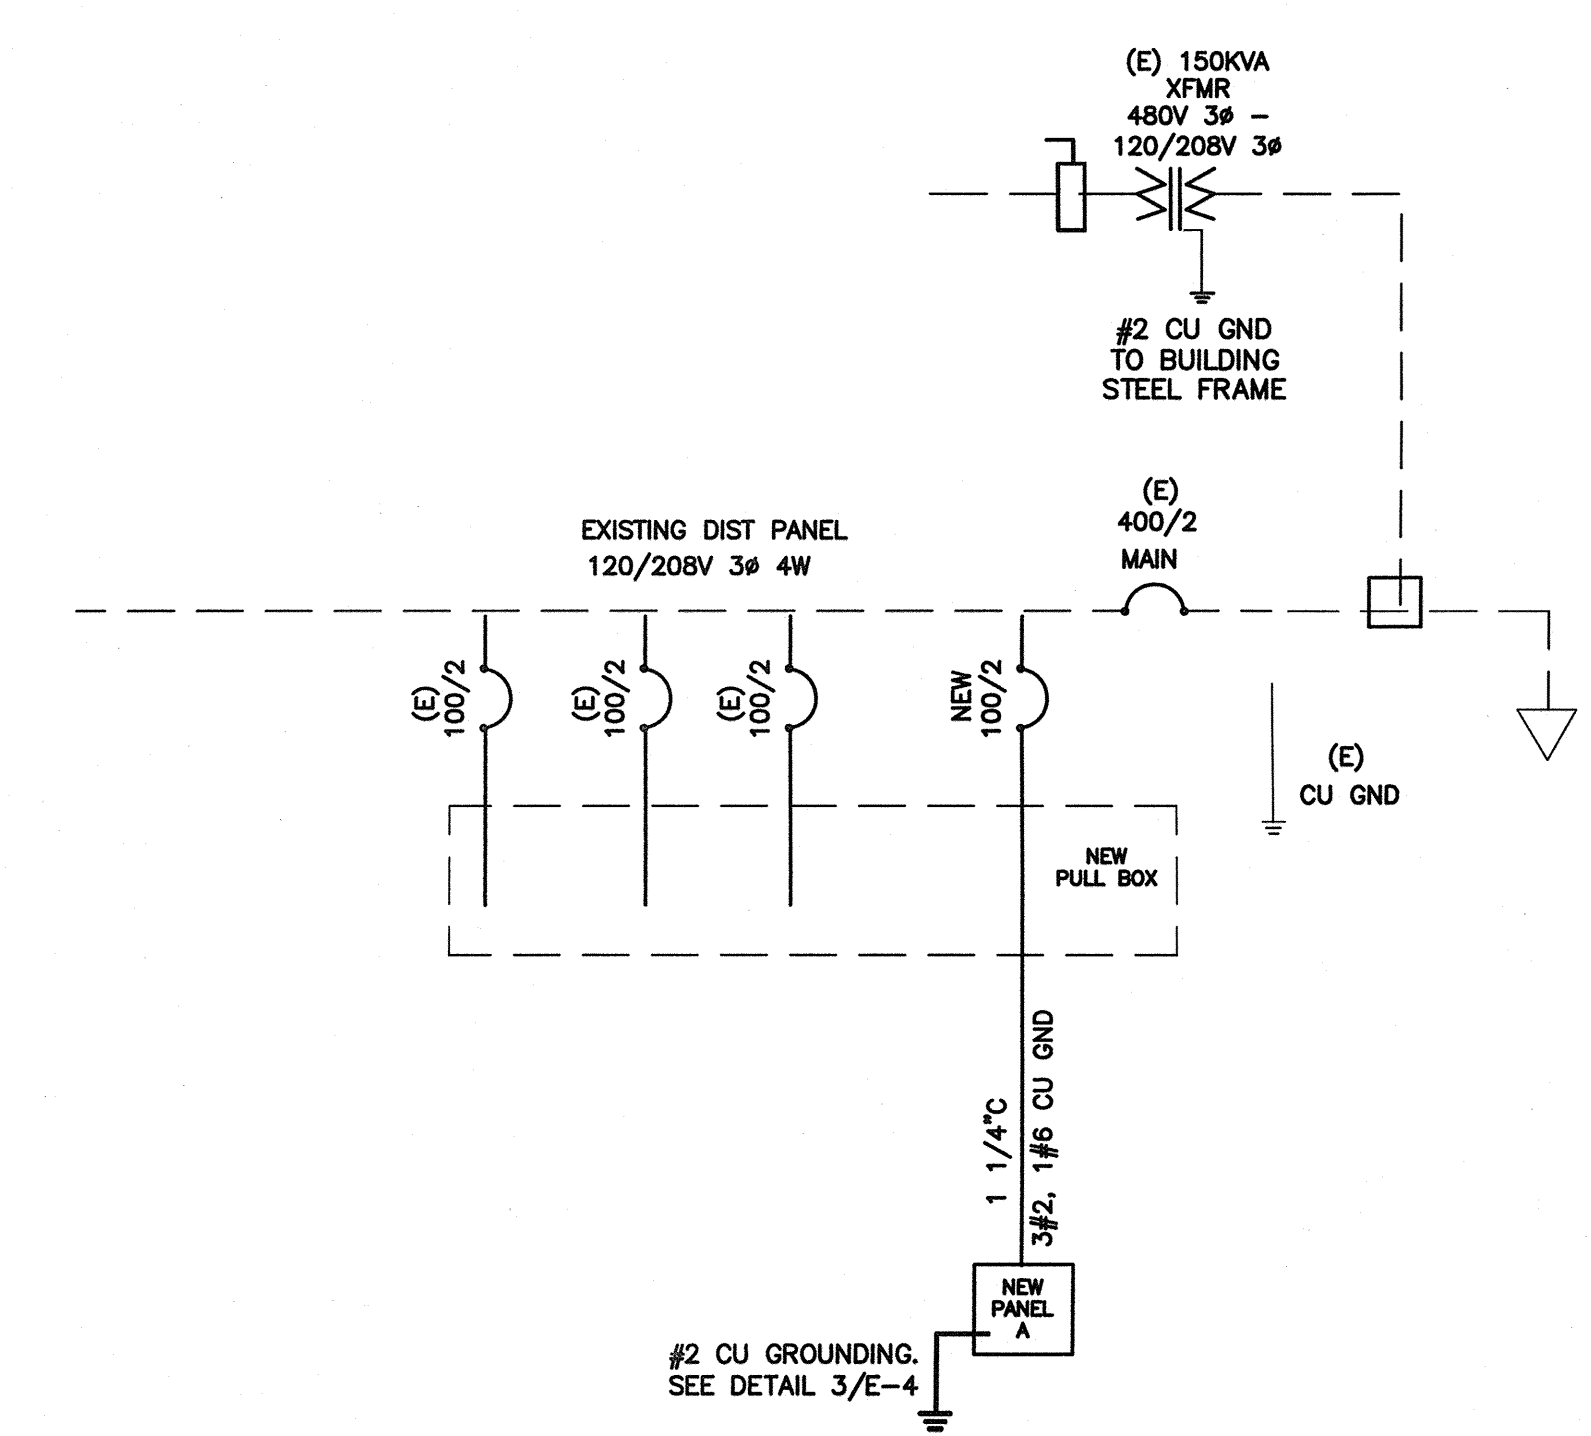 (E) 150KVA
XFMR
480V 3ø –
120/208V 3ø
#2 CU GND
TO BUILDING
STEEL FRAME
(E)
400/2
MAIN
EXISTING DIST PANEL
120/208V 3ø 4W
(E)
100/2
(E)
100/2
(E)
100/2
NEW
100/2
(E)
CU GND
NEW
PULL BOX
1 1/4"C
3#2, 1#6 CU GND
NEW
PANEL
A
#2 CU GROUNDING.
SEE DETAIL 3/E-4